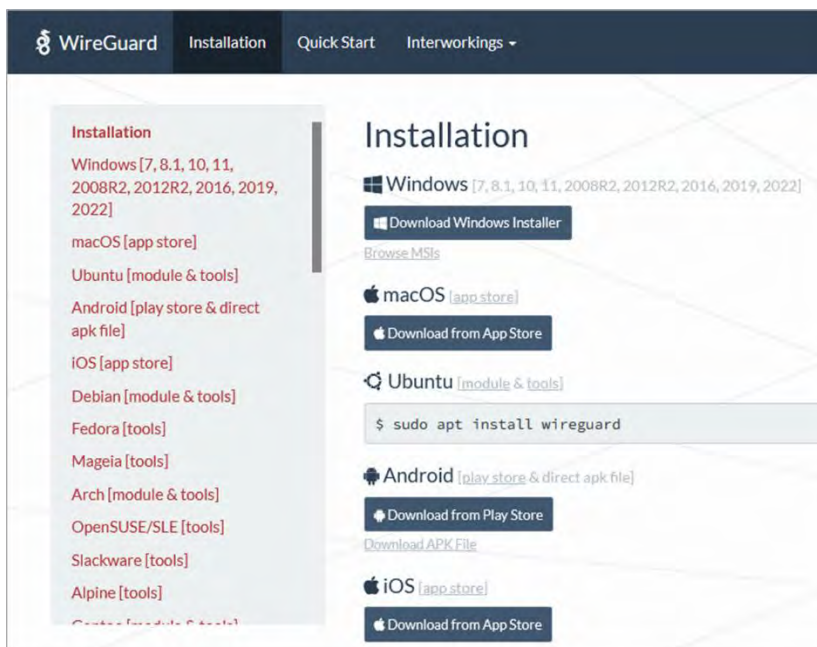 WireGuard Installation Quick Start Interworkings
Installation
Windows [7, 8.1, 10, 11,
2008R2, 2012R2, 2016, 2019,
2022]
macOS [app store]
Ubuntu [module & tools]
Android [play store & direct
apk file]
iOS [app store]
Debian [module & tools]
Fedora [tools]
Mageia [tools]
Arch [module & tools]
OpenSUSE/SLE [tools]
Slackware [tools]
Alpine [tools]
Installation
Windows [7, 8.1, 10, 11, 2008R2, 2012R2, 2016, 2019, 2022]
Download Windows Installer
Browse MSIs
macOS [app store]
Download from App Store
Ubuntu [module & tools]
$ sudo apt install wireguard
Android [play store & direct apk file]
Download from Play Store
Download APK File
iOS [app store]
Download from App Store